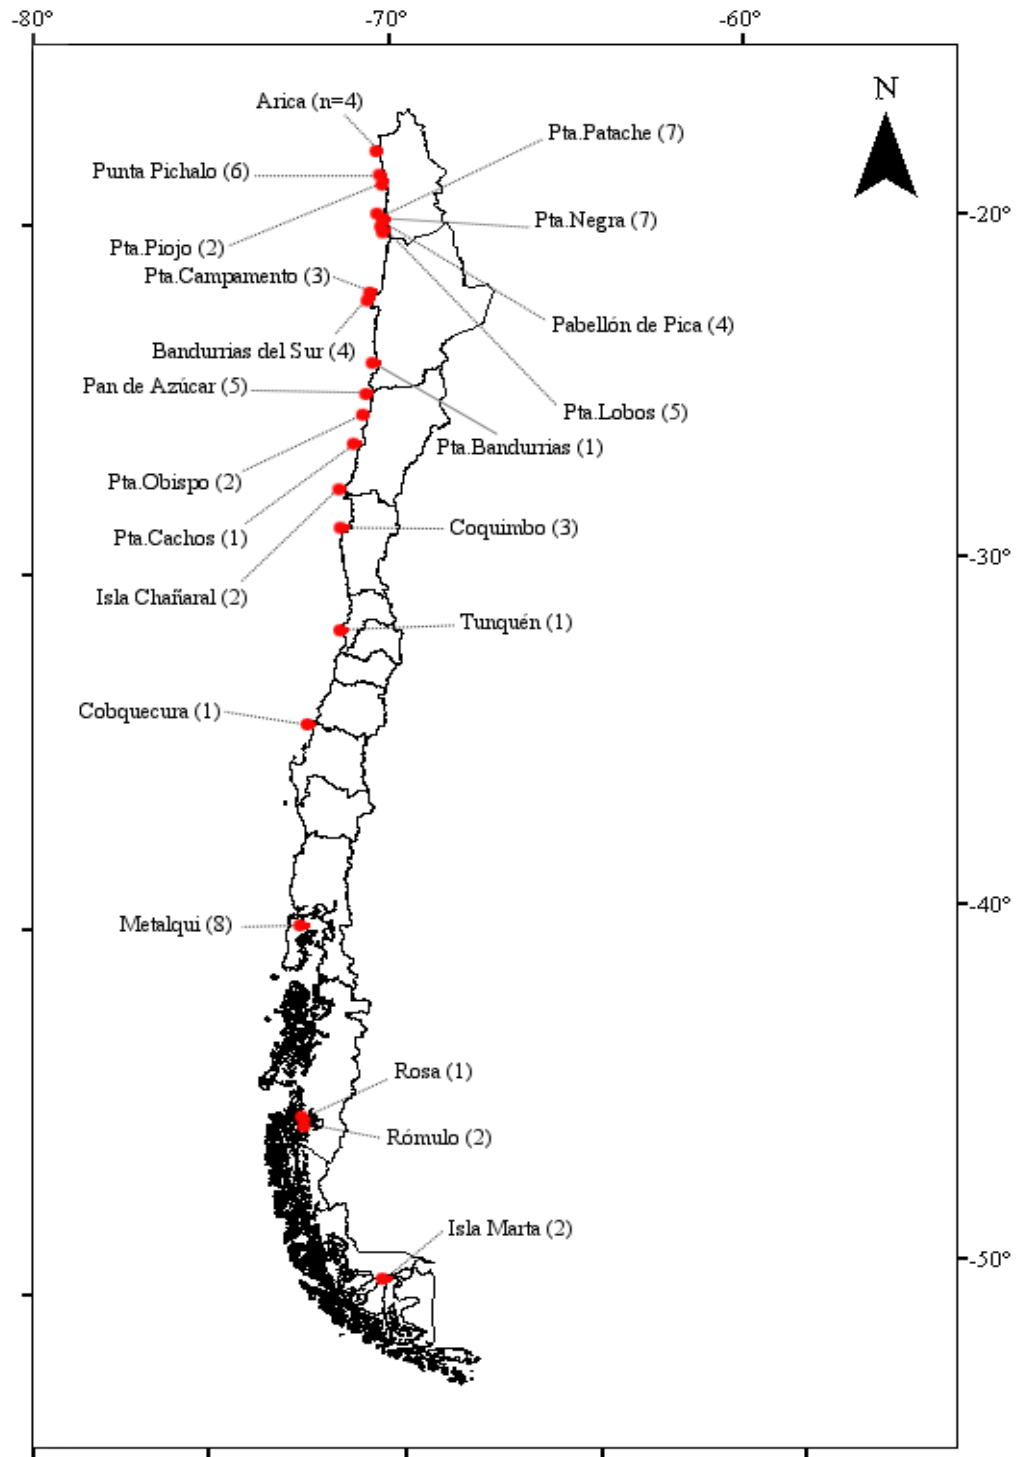 -80°
-70°
-60°
N
Arica (n=4)
Pta.Patache (7)
Punta Pichalo (6)
-20°
Pta.Negra (7)
Pta.Piojo (2)
Pta.Campamento (3)
Pabellón de Pica (4)
Bandurrias del Sur (4)
Pan de Azúcar (5)
Pta.Lobos (5)
Pta.Bandurrias (1)
Pta.Obispo (2)
Coquimbo (3)
Pta.Cachos (1)
-30°
Isla Chañaral (2)
Tunquén (1)
Cobquecura (1)
-40°
Metalqui (8)
Rosa (1)
Rómulo (2)
Isla Marta (2)
-50°